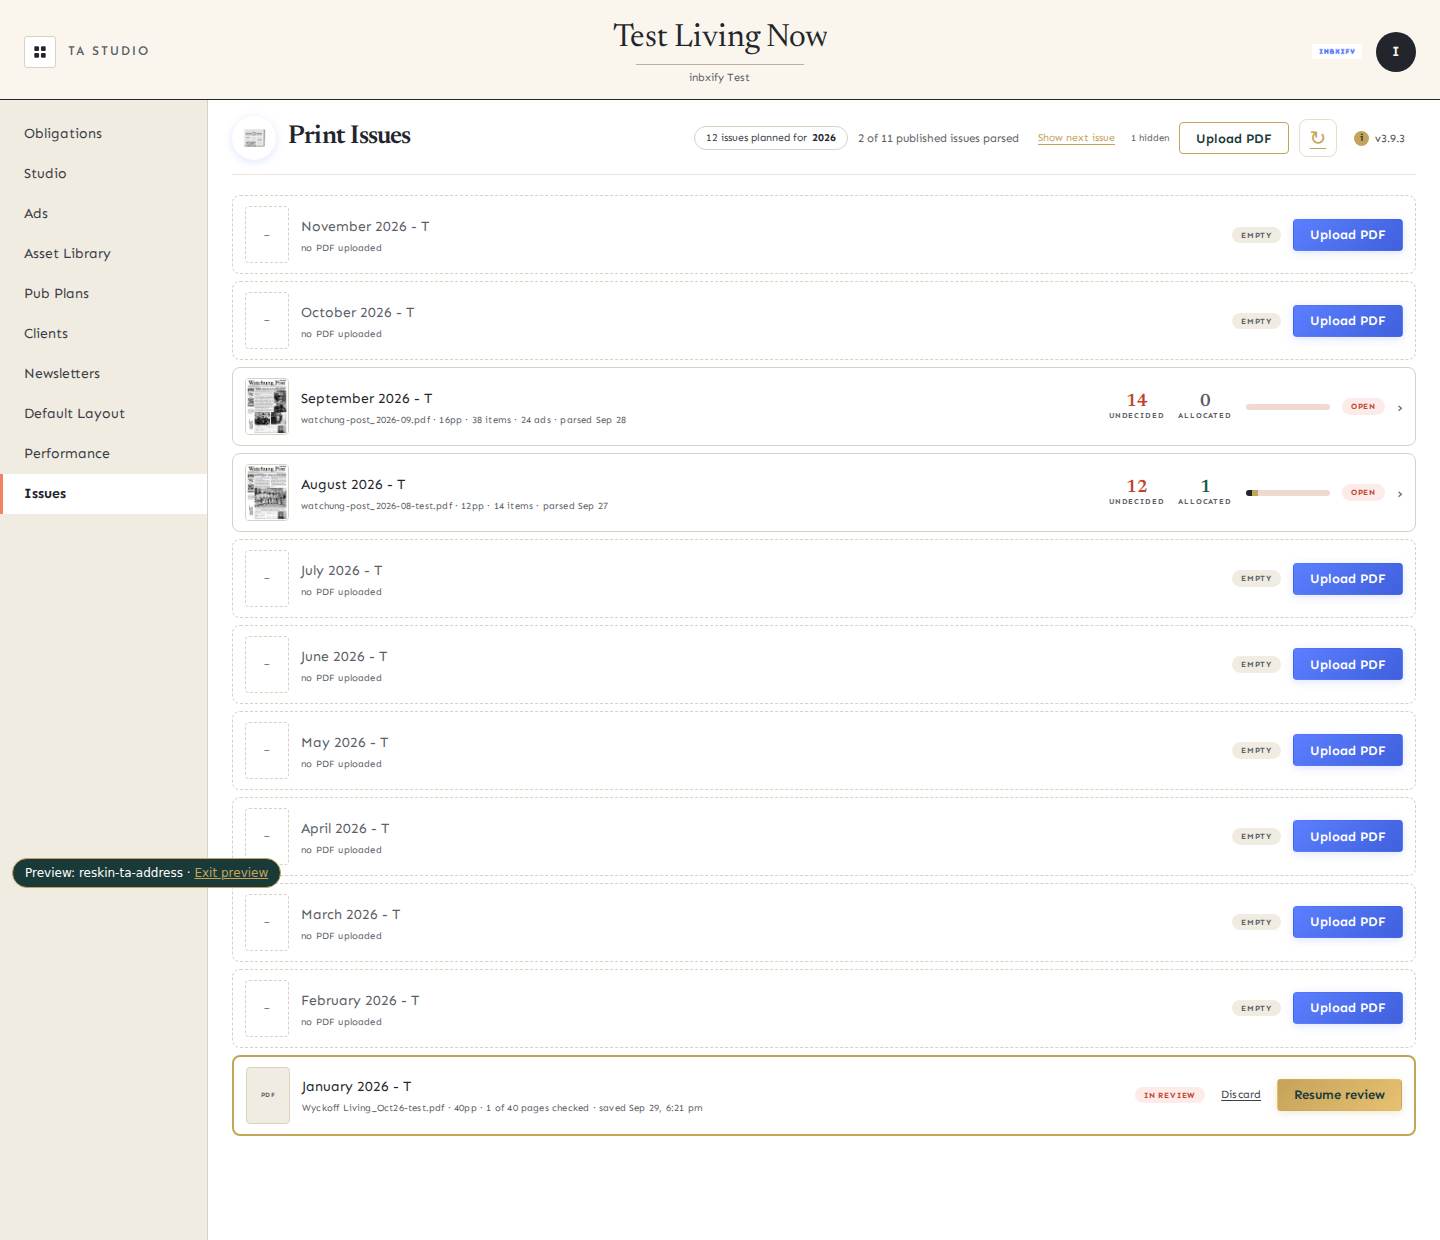 TA STUDIO
Test Living Now
inbxify Test
INBXIFY
I
Obligations
Studio
Ads
Asset Library
Pub Plans
Clients
Newsletters
Default Layout
Performance
Issues
Print Issues
12 issues planned for 2026
2 of 11 published issues parsed
Show next issue
1 hidden
Upload PDF
↻
i v3.9.3
–
November 2026 - T
no PDF uploaded
EMPTY
Upload PDF
–
October 2026 - T
no PDF uploaded
EMPTY
Upload PDF
Watchung Post
September 2026 - T
watchung-post_2026-09.pdf · 16pp · 38 items · 24 ads · parsed Sep 28
14
UNDECIDED
0
ALLOCATED
OPEN
›
Watchung Post
August 2026 - T
watchung-post_2026-08-test.pdf · 12pp · 14 items · parsed Sep 27
12
UNDECIDED
1
ALLOCATED
OPEN
›
–
July 2026 - T
no PDF uploaded
EMPTY
Upload PDF
–
June 2026 - T
no PDF uploaded
EMPTY
Upload PDF
–
May 2026 - T
no PDF uploaded
EMPTY
Upload PDF
–
April 2026 - T
no PDF uploaded
EMPTY
Upload PDF
Preview: reskin-ta-address · Exit preview
–
March 2026 - T
no PDF uploaded
EMPTY
Upload PDF
–
February 2026 - T
no PDF uploaded
EMPTY
Upload PDF
PDF
January 2026 - T
Wyckoff Living_Oct26-test.pdf · 40pp · 1 of 40 pages checked · saved Sep 29, 6:21 pm
IN REVIEW
Discard
Resume review